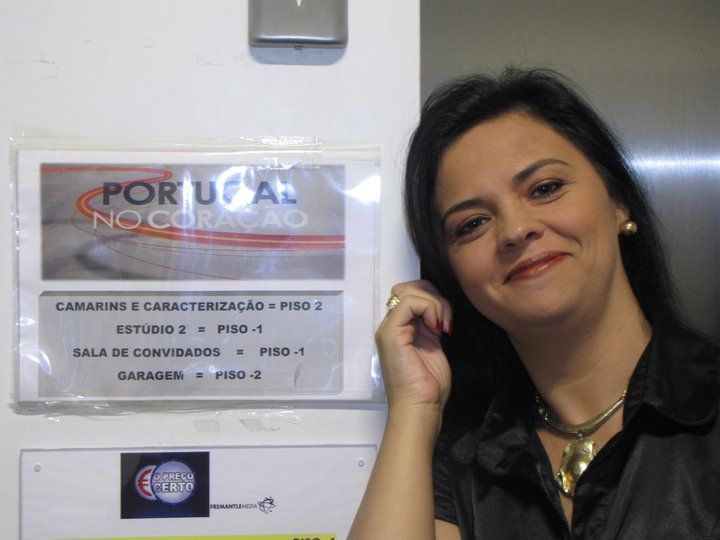 PORTUGAL
NO CORAÇÃO
CAMARINS E CARACTERIZAÇÃO = PISO 2
ESTÚDIO 2 = PISO -1
SALA DE CONVIDADOS = PISO -1
GARAGEM = PISO -2
O PREÇO
CERTO
FREMANTLEMEDIA